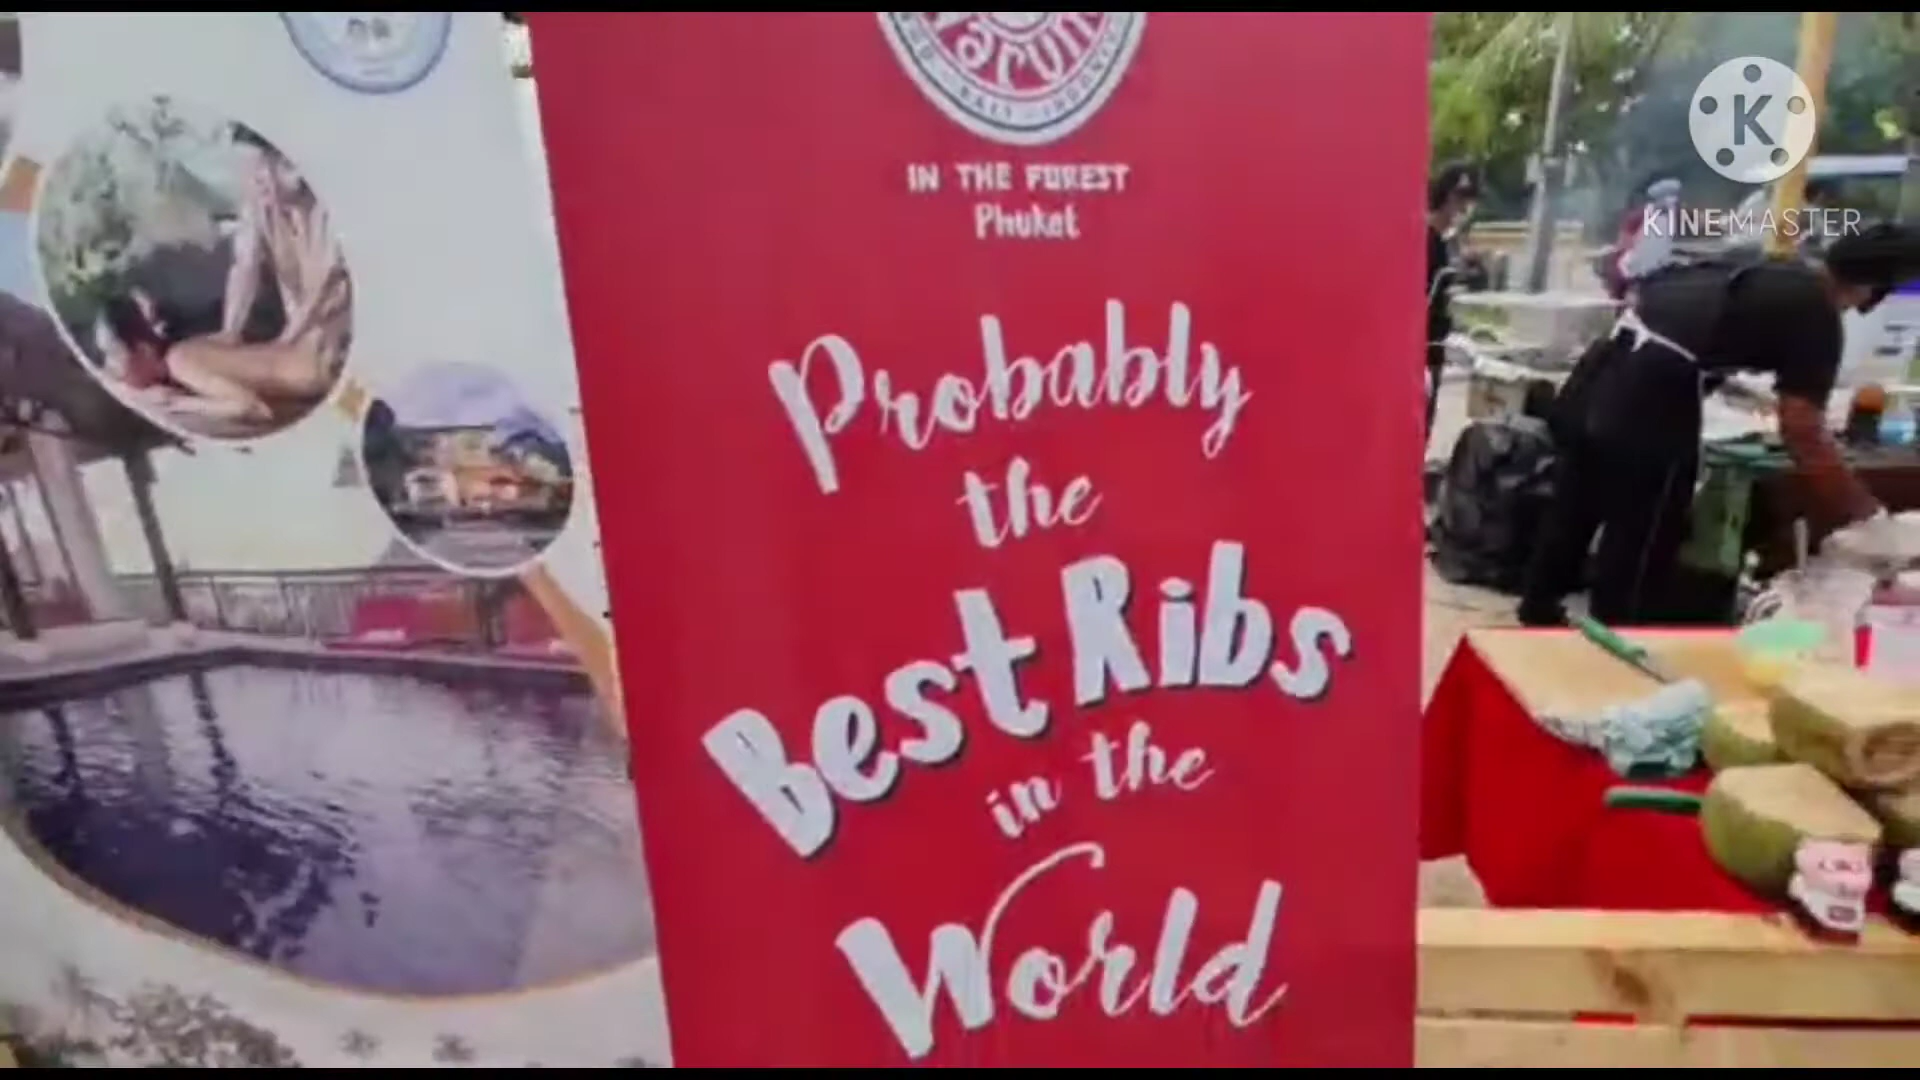 IN THE FOREST
Phuket
Probably
the
Best Ribs
in the
World
K
KINEMASTER